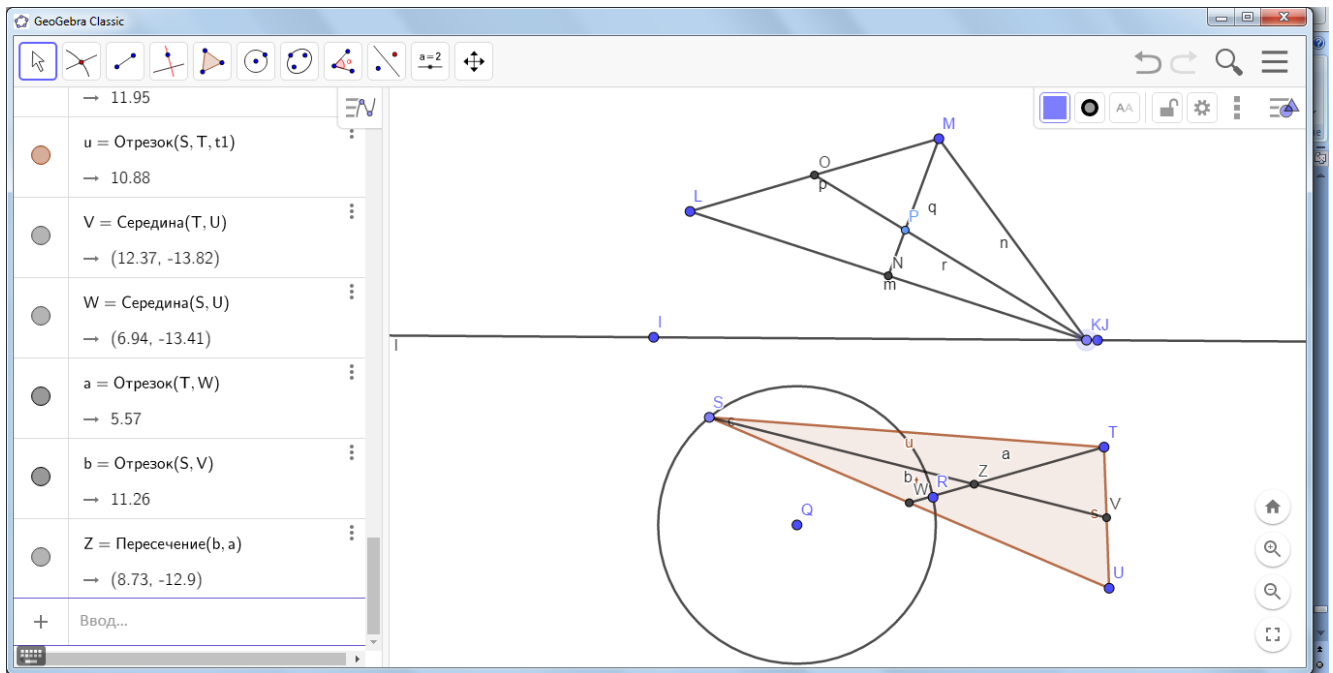 GeoGebra Classic
a=2
→ 11.95
u = Отрезок(S, T, t1)
→ 10.88
V = Середина(T, U)
→ (12.37, -13.82)
W = Середина(S, U)
→ (6.94, -13.41)
a = Отрезок(T, W)
→ 5.57
b = Отрезок(S, V)
→ 11.26
Z = Пересечение(b, a)
→ (8.73, -12.9)
+ Ввод...
AA
M
O
p
L
q
P
n
N
r
m
I
KJ
l
S
c
T
u
a
Z
b
t
W
R
V
s
Q
U